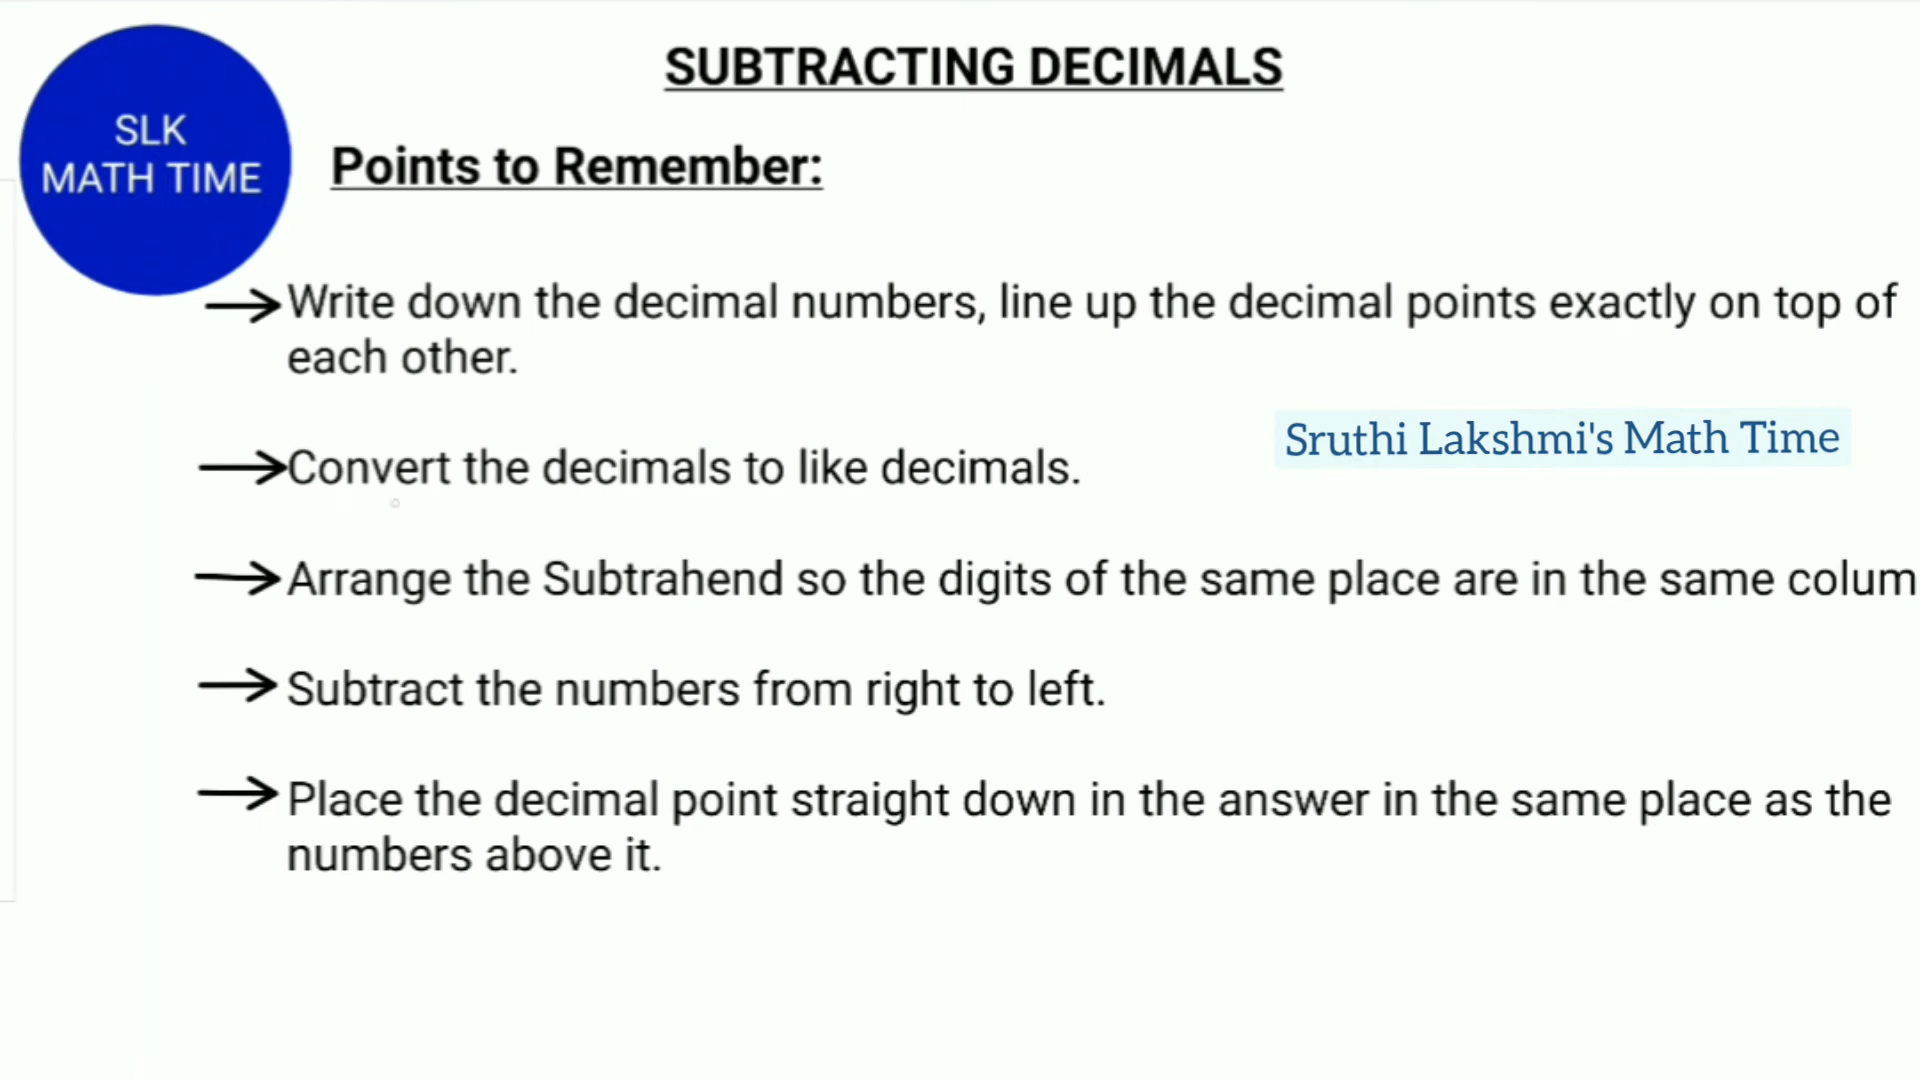 SUBTRACTING DECIMALS
SLK
MATH TIME
Points to Remember:
Write down the decimal numbers, line up the decimal points exactly on top of
each other.
Sruthi Lakshmi's Math Time
Convert the decimals to like decimals.
Arrange the Subtrahend so the digits of the same place are in the same colum
Subtract the numbers from right to left.
Place the decimal point straight down in the answer in the same place as the
numbers above it.